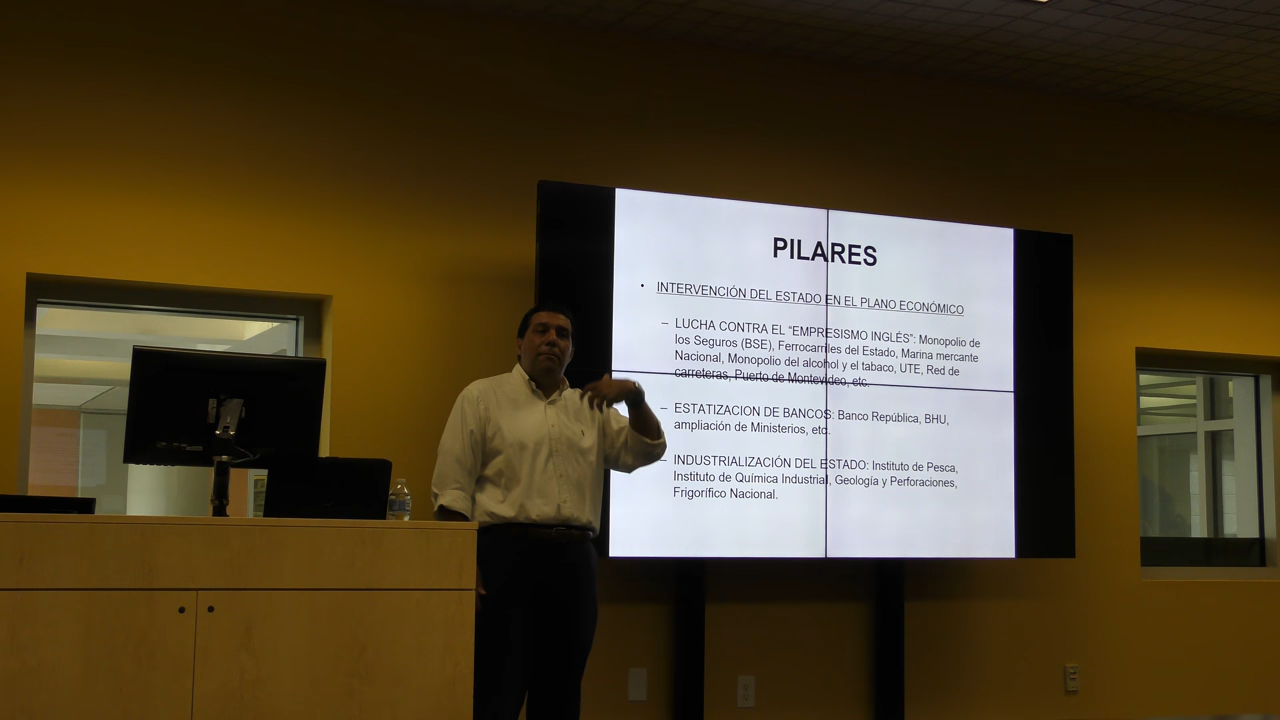 PILARES
• INTERVENCIÓN DEL ESTADO EN EL PLANO ECONÓMICO
– LUCHA CONTRA EL “EMPRESISMO INGLÉS”: Monopolio de
los Seguros (BSE), Ferrocarriles del Estado, Marina mercante
Nacional, Monopolio del alcohol y el tabaco, UTE, Red de
carreteras, Puerto de Montevideo, etc.
– ESTATIZACION DE BANCOS: Banco República, BHU,
ampliación de Ministerios, etc.
– INDUSTRIALIZACIÓN DEL ESTADO: Instituto de Pesca,
Instituto de Química Industrial, Geología y Perforaciones,
Frigorífico Nacional.